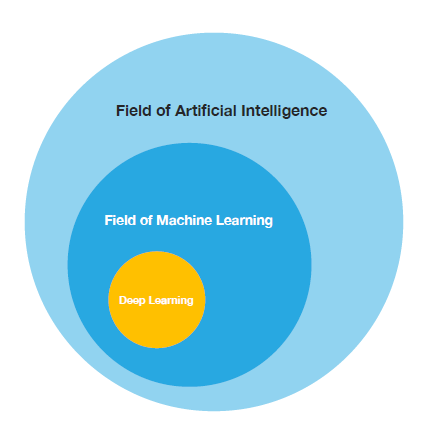 Field of Artificial Intelligence
Field of Machine Learning
Deep Learning